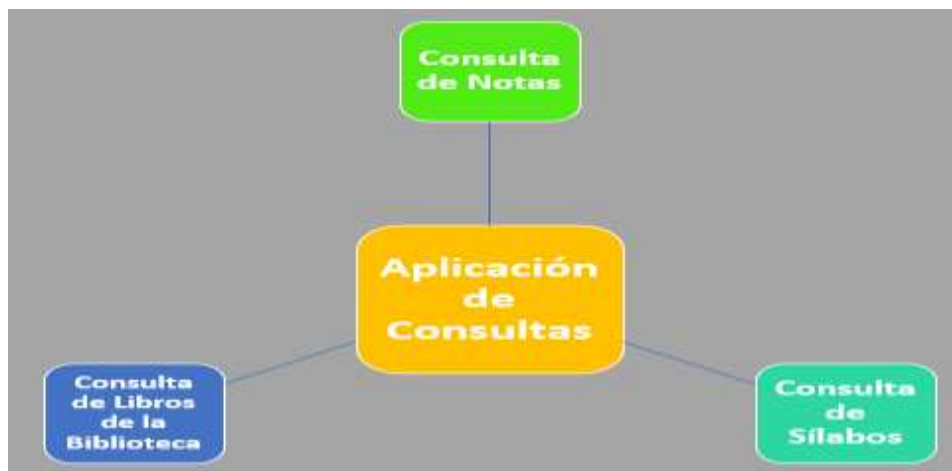 Consulta
de Notas
Aplicación
de
Consultas
Consulta
de Libros
de la
Biblioteca
Consulta
de
Sílabos